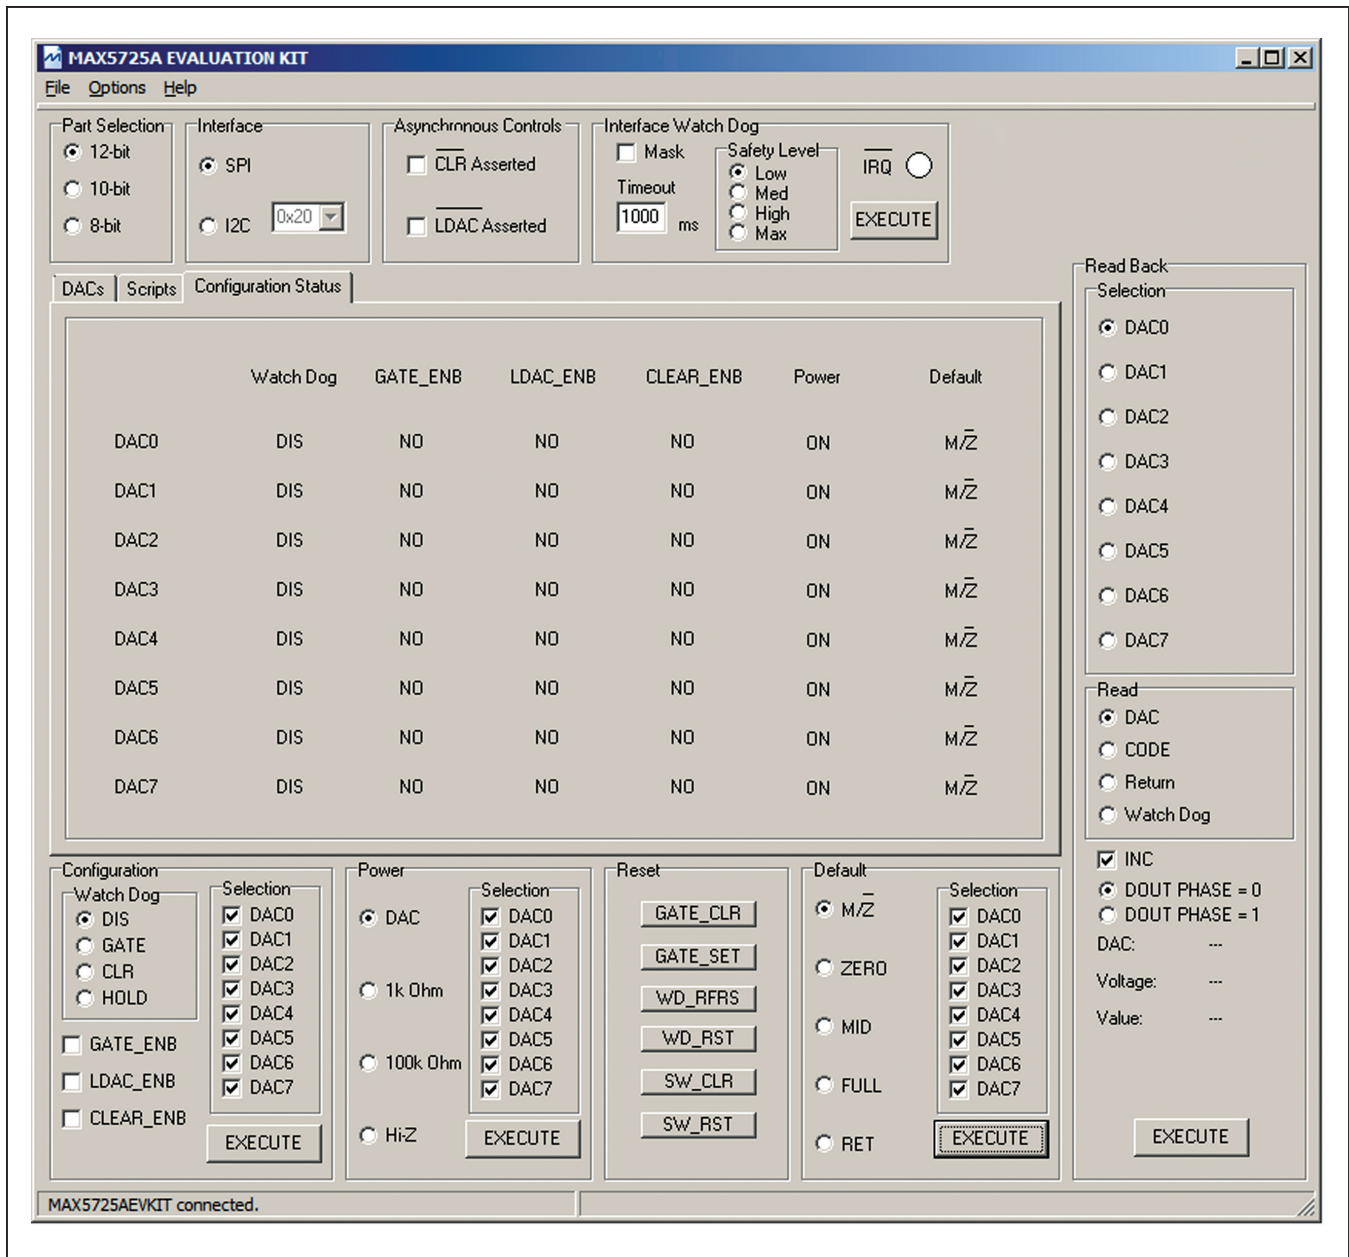 MAX5725A EVALUATION KIT
File Options Help
Part Selection
12-bit
10-bit
8-bit
Interface
SPI
I2C 0x20
Asynchronous Controls
C̅L̅R̅ Asserted
L̅D̅A̅C̅ Asserted
Interface Watch Dog
Mask
Timeout
1000 ms
Safety Level
Low
Med
High
Max
I̅R̅Q̅
EXECUTE
DACs Scripts Configuration Status
Watch Dog GATE_ENB LDAC_ENB CLEAR_ENB Power Default
DAC0 DIS NO NO NO ON M/Z̅
DAC1 DIS NO NO NO ON M/Z̅
DAC2 DIS NO NO NO ON M/Z̅
DAC3 DIS NO NO NO ON M/Z̅
DAC4 DIS NO NO NO ON M/Z̅
DAC5 DIS NO NO NO ON M/Z̅
DAC6 DIS NO NO NO ON M/Z̅
DAC7 DIS NO NO NO ON M/Z̅
Read Back
Selection
DAC0
DAC1
DAC2
DAC3
DAC4
DAC5
DAC6
DAC7
Read
DAC
CODE
Return
Watch Dog
INC
DOUT PHASE = 0
DOUT PHASE = 1
DAC: ---
Voltage: ---
Value: ---
EXECUTE
Configuration
Watch Dog
DIS
GATE
CLR
HOLD
GATE_ENB
LDAC_ENB
CLEAR_ENB
Selection
DAC0
DAC1
DAC2
DAC3
DAC4
DAC5
DAC6
DAC7
EXECUTE
Power
DAC
1k Ohm
100k Ohm
Hi-Z
Selection
DAC0
DAC1
DAC2
DAC3
DAC4
DAC5
DAC6
DAC7
EXECUTE
Reset
GATE_CLR
GATE_SET
WD_RFRS
WD_RST
SW_CLR
SW_RST
Default
M/Z̅
ZERO
MID
FULL
RET
Selection
DAC0
DAC1
DAC2
DAC3
DAC4
DAC5
DAC6
DAC7
EXECUTE
MAX5725AEVKIT connected.